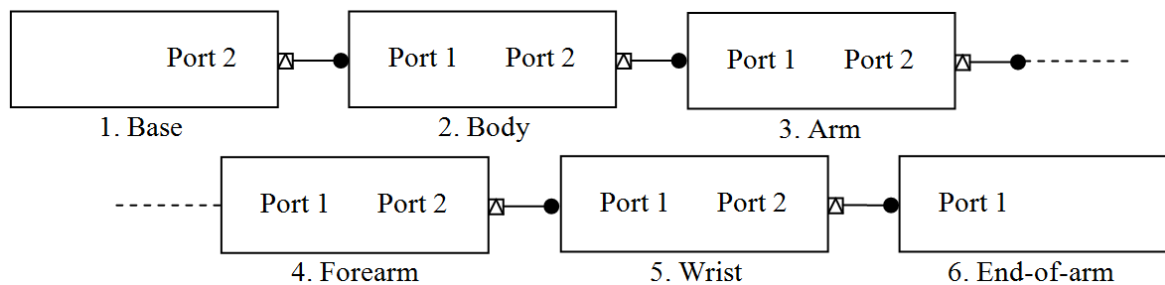 Port 2 Port 1 Port 2 Port 1 Port 2
1. Base 2. Body 3. Arm
Port 1 Port 2 Port 1 Port 2 Port 1
4. Forearm 5. Wrist 6. End-of-arm